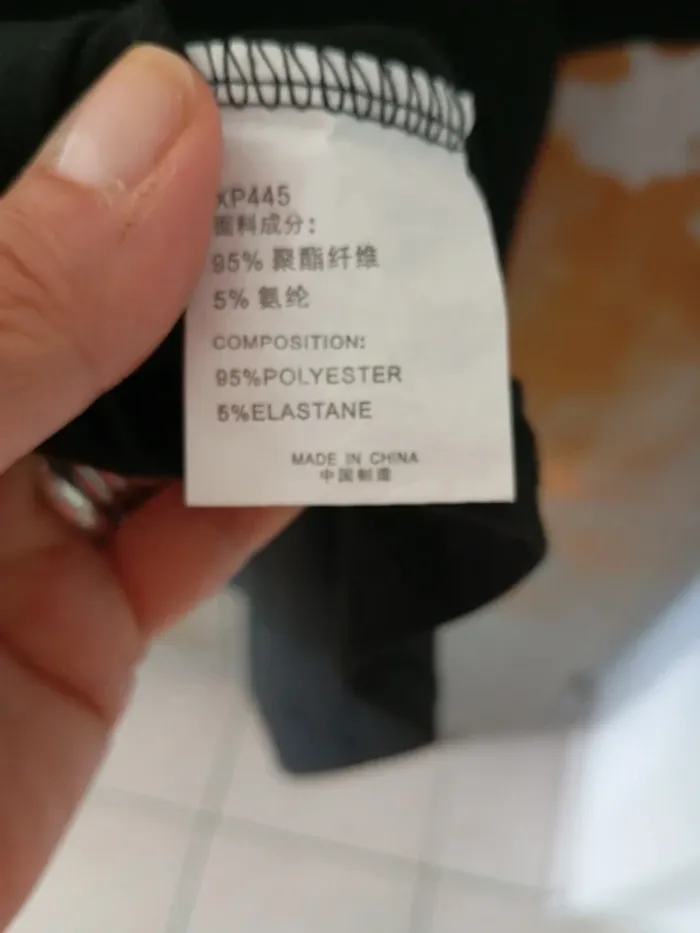 XP445
面料成分:
95% 聚酯纤维
5% 氨纶
COMPOSITION:
95%POLYESTER
5%ELASTANE
MADE IN CHINA
中国制造